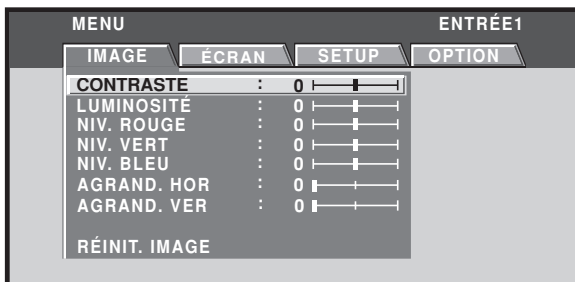 MENU ENTRÉE1
IMAGE ÉCRAN SETUP OPTION
CONTRASTE : 0
LUMINOSITÉ : 0
NIV. ROUGE : 0
NIV. VERT : 0
NIV. BLEU : 0
AGRAND. HOR : 0
AGRAND. VER : 0
RÉINIT. IMAGE